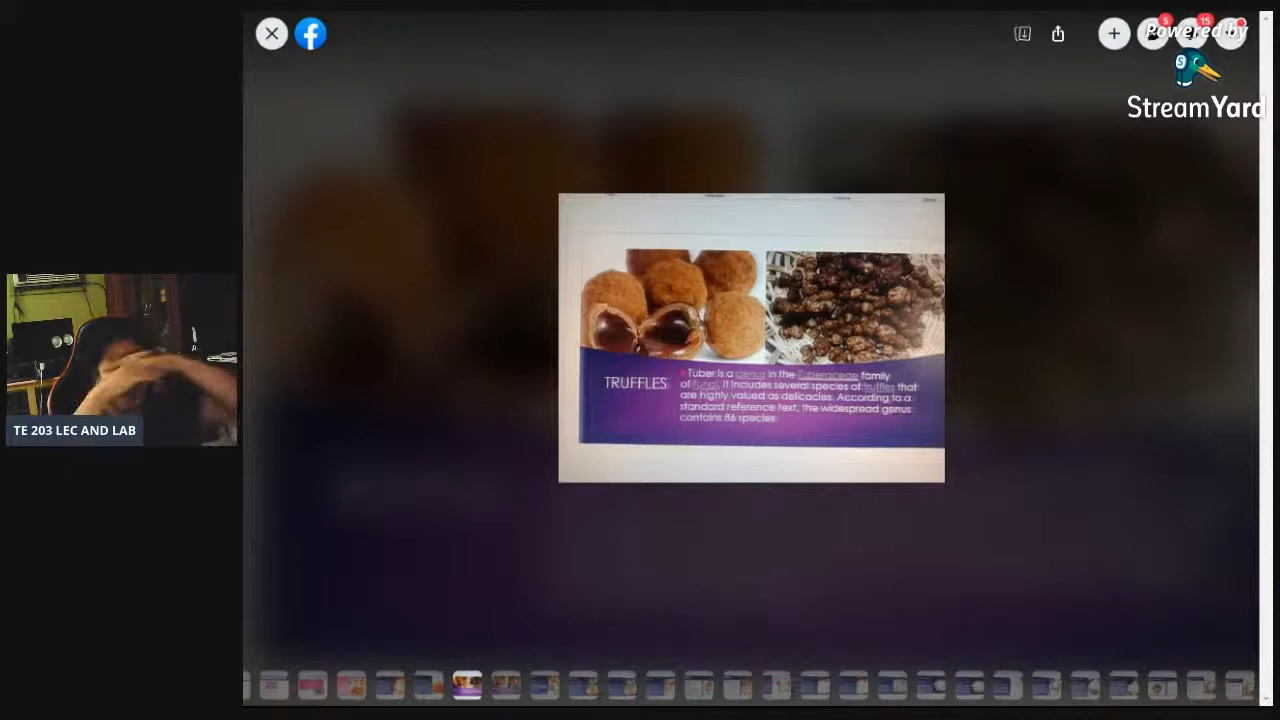 5
15
Powered by
S
StreamYard
TRUFFLES
Tuber is a genus in the Tuberaceae family
of fungi. It includes several species of truffles that
are highly valued as delicacies. According to a
standard reference text, the widespread genus
contains 86 species
TE 203 LEC AND LAB